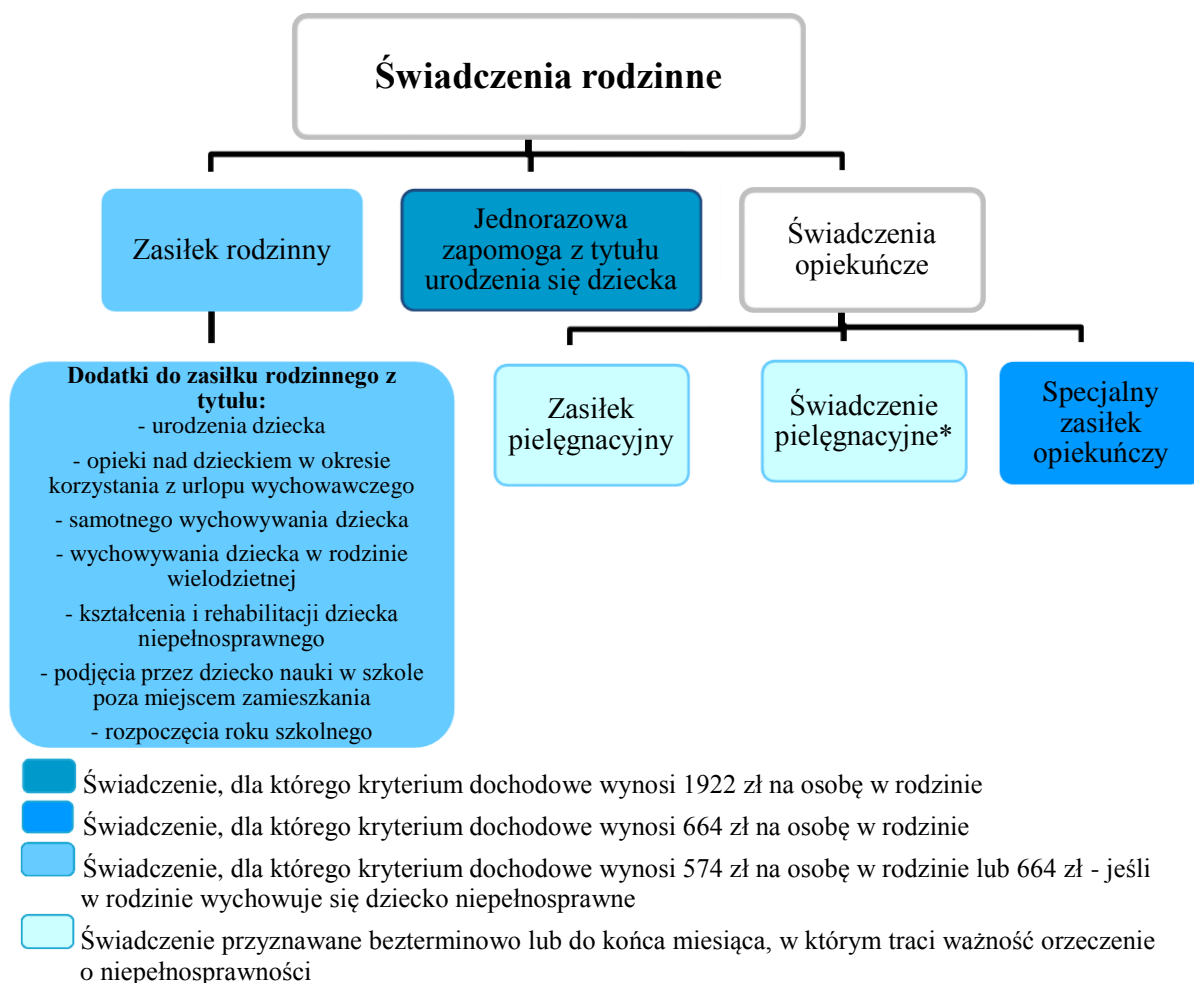 Świadczenia rodzinne
Zasiłek rodzinny
Jednorazowa
zapomoga z tytułu
urodzenia się dziecka
Świadczenia
opiekuńcze
Dodatki do zasiłku rodzinnego z
tytułu:
- urodzenia dziecka
- opieki nad dzieckiem w okresie
korzystania z urlopu wychowawczego
- samotnego wychowywania dziecka
- wychowywania dziecka w rodzinie
wielodzietnej
- kształcenia i rehabilitacji dziecka
niepełnosprawnego
- podjęcia przez dziecko nauki w szkole
poza miejscem zamieszkania
- rozpoczęcia roku szkolnego
Zasiłek
pielęgnacyjny
Świadczenie
pielęgnacyjne*
Specjalny
zasiłek
opiekuńczy
Świadczenie, dla którego kryterium dochodowe wynosi 1922 zł na osobę w rodzinie
Świadczenie, dla którego kryterium dochodowe wynosi 664 zł na osobę w rodzinie
Świadczenie, dla którego kryterium dochodowe wynosi 574 zł na osobę w rodzinie lub 664 zł - jeśli
w rodzinie wychowuje się dziecko niepełnosprawne
Świadczenie przyznawane bezterminowo lub do końca miesiąca, w którym traci ważność orzeczenie
o niepełnosprawności